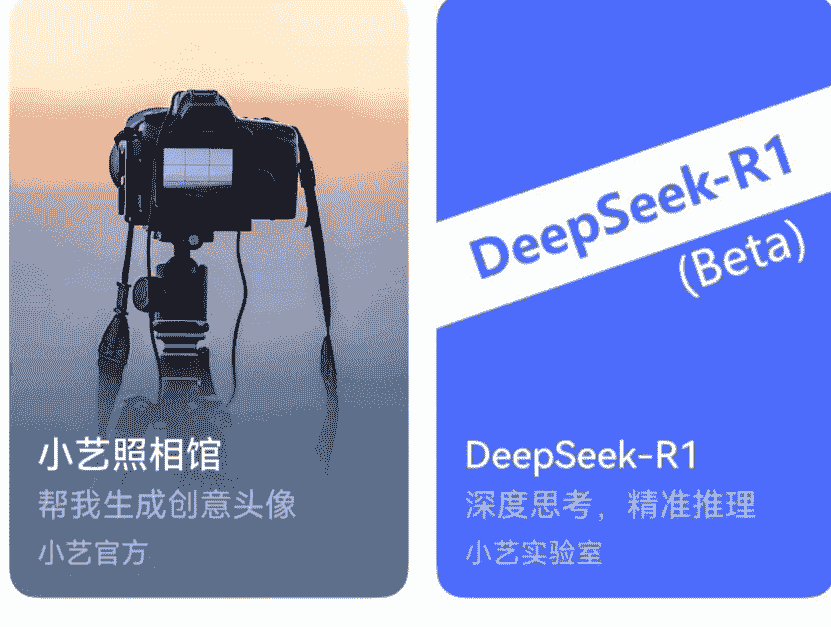 小艺照相馆
帮我生成创意头像
小艺官方
DeepSeek-R1
(Beta)
DeepSeek-R1
深度思考，精准推理
小艺实验室